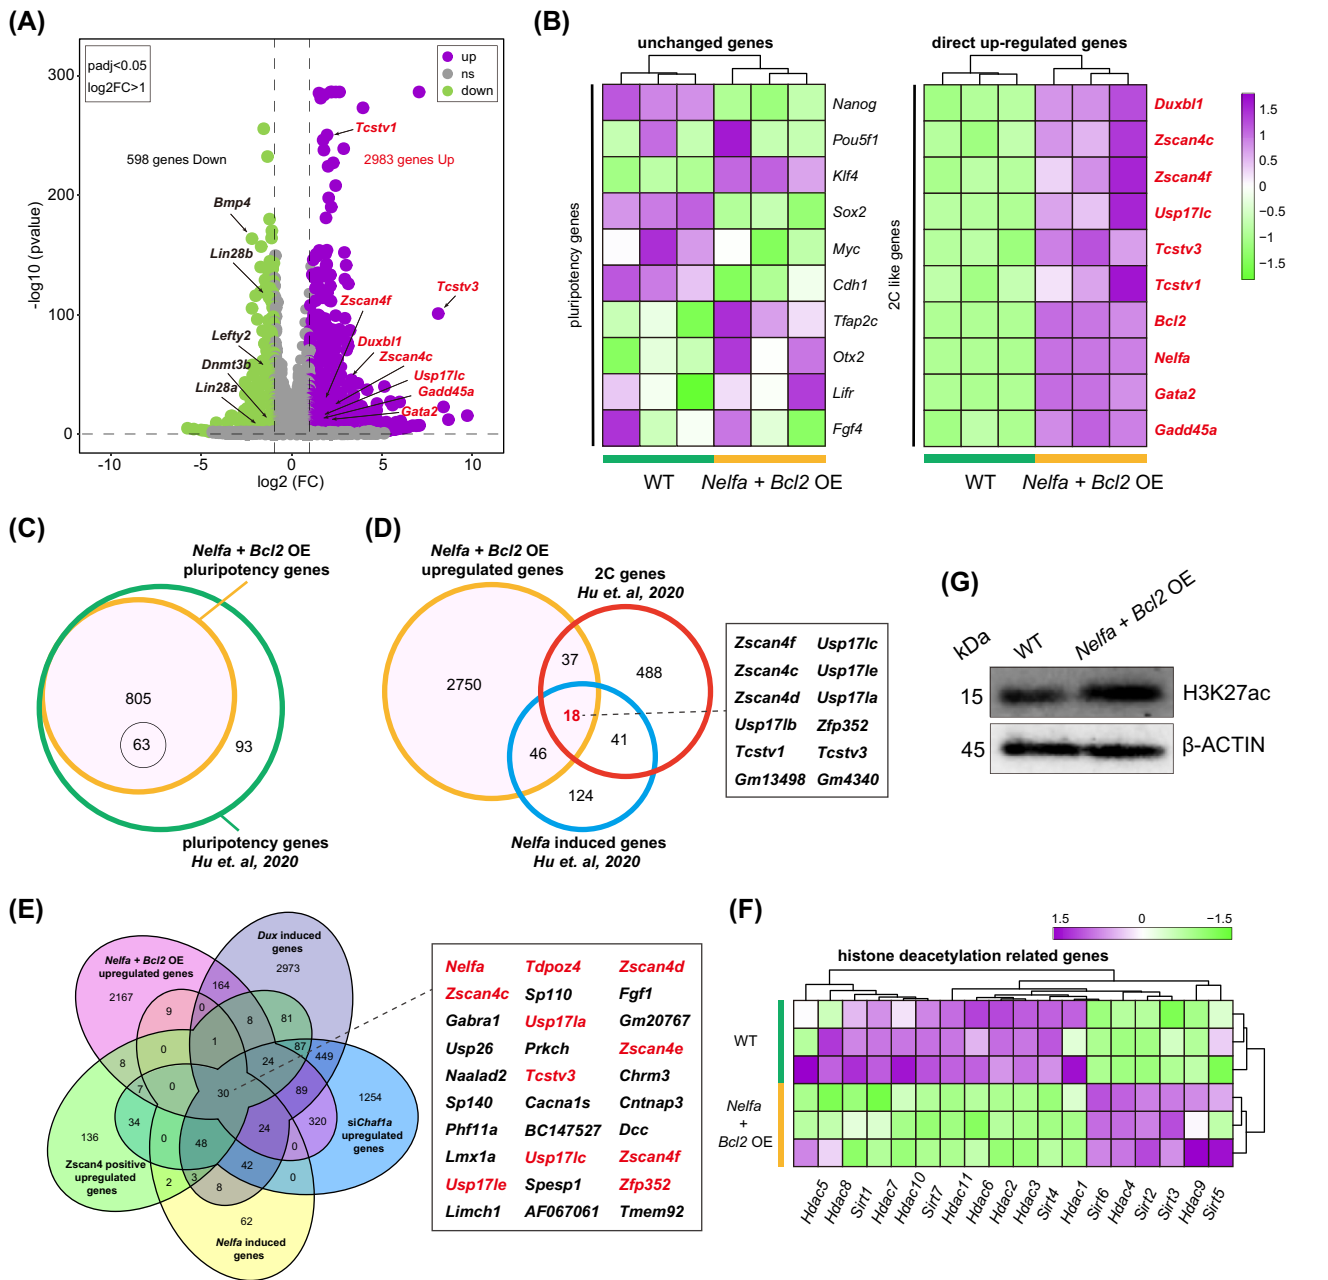 (A)
padj<0.05
log2FC>1
up
ns
down
598 genes Down
2983 genes Up
Tcstv1
Bmp4
Lin28b
Lefty2
Dnmt3b
Lin28a
Zscan4f
Tcstv3
Duxbl1
Zscan4c
Usp17lc
Gadd45a
Gata2
300
200
100
0
-10
-5
0
5
10
-log10 (pvalue)
log2 (FC)
(B)
unchanged genes
pluripotency genes
Nanog
Pou5f1
Klf4
Sox2
Myc
Cdh1
Tfap2c
Otx2
Lifr
Fgf4
WT
Nelfa + Bcl2 OE
direct up-regulated genes
2C like genes
Duxbl1
Zscan4c
Zscan4f
Usp17lc
Tcstv3
Tcstv1
Bcl2
Nelfa
Gata2
Gadd45a
WT
Nelfa + Bcl2 OE
1.5
1
0.5
0
−0.5
−1
−1.5
(C)
Nelfa + Bcl2 OE
pluripotency genes
805
63
93
pluripotency genes
Hu et. al, 2020
(D)
Nelfa + Bcl2 OE
upregulated genes
2C genes
Hu et. al, 2020
2750
37
488
18
46
41
124
Nelfa induced genes
Hu et. al, 2020
Zscan4f Usp17lc
Zscan4c Usp17le
Zscan4d Usp17la
Usp17lb Zfp352
Tcstv1 Tcstv3
Gm13498 Gm4340
(G)
kDa
WT
Nelfa + Bcl2 OE
15
H3K27ac
45
β-ACTIN
(E)
Nelfa + Bcl2 OE
upregulated genes
2167
Dux induced
genes
2973
164
9
0
8
81
1
87
449
24
8
0
7
0
30
89
1254
siChaf1a
upregulated
genes
320
24
0
34
0
48
42
0
136
Zscan4 positive
upregulated
genes
2
3
8
62
Nelfa induced
genes
Nelfa Tdpoz4 Zscan4d
Zscan4c Sp110 Fgf1
Gabra1 Usp17la Gm20767
Usp26 Prkch Zscan4e
Naalad2 Tcstv3 Chrm3
Sp140 Cacna1s Cntnap3
Phf11a BC147527 Dcc
Lmx1a Usp17lc Zscan4f
Usp17le Spesp1 Zfp352
Limch1 AF067061 Tmem92
(F)
1.5
0
−1.5
histone deacetylation related genes
WT
Nelfa
+
Bcl2 OE
Hdac5
Hdac8
Sirt1
Hdac7
Hdac10
Sirt7
Hdac11
Hdac6
Hdac2
Hdac3
Sirt4
Hdac1
Sirt6
Hdac4
Sirt2
Sirt3
Hdac9
Sirt5